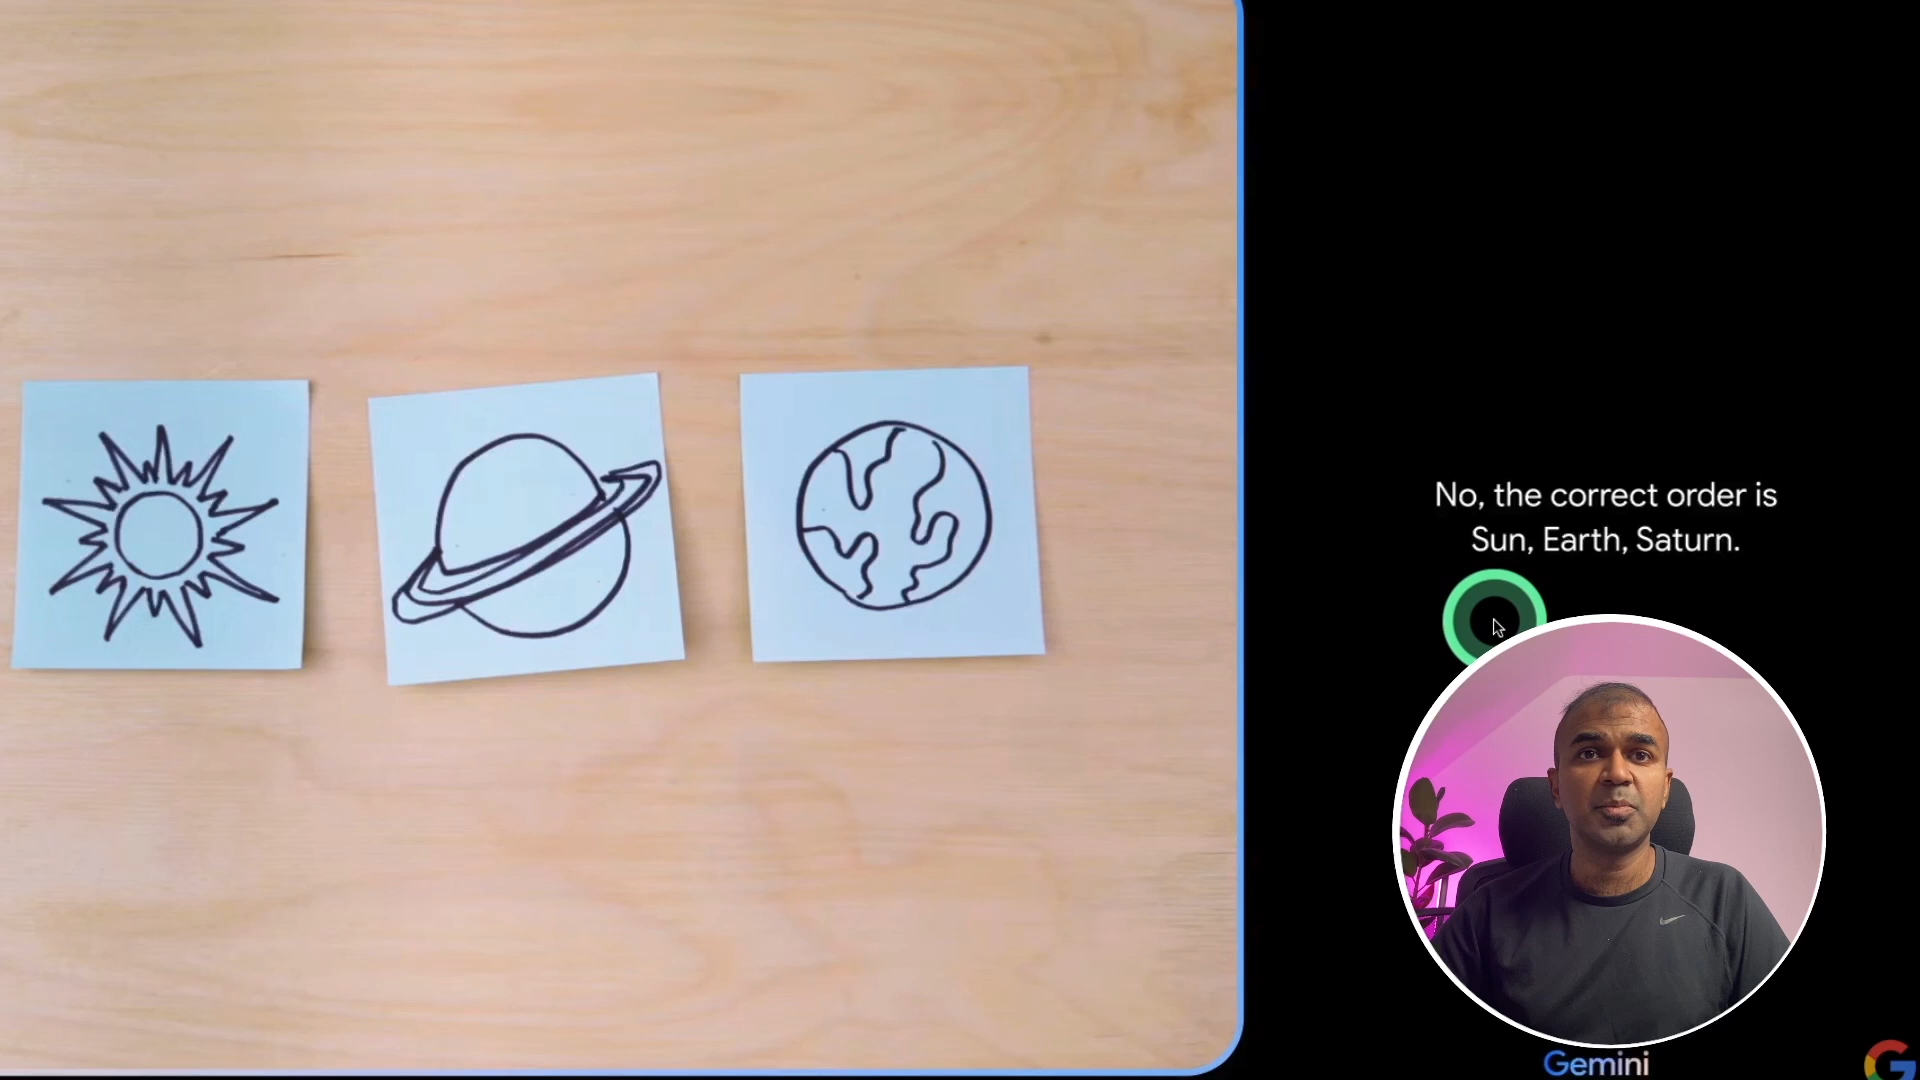 No, the correct order is
Sun, Earth, Saturn.
Gemini